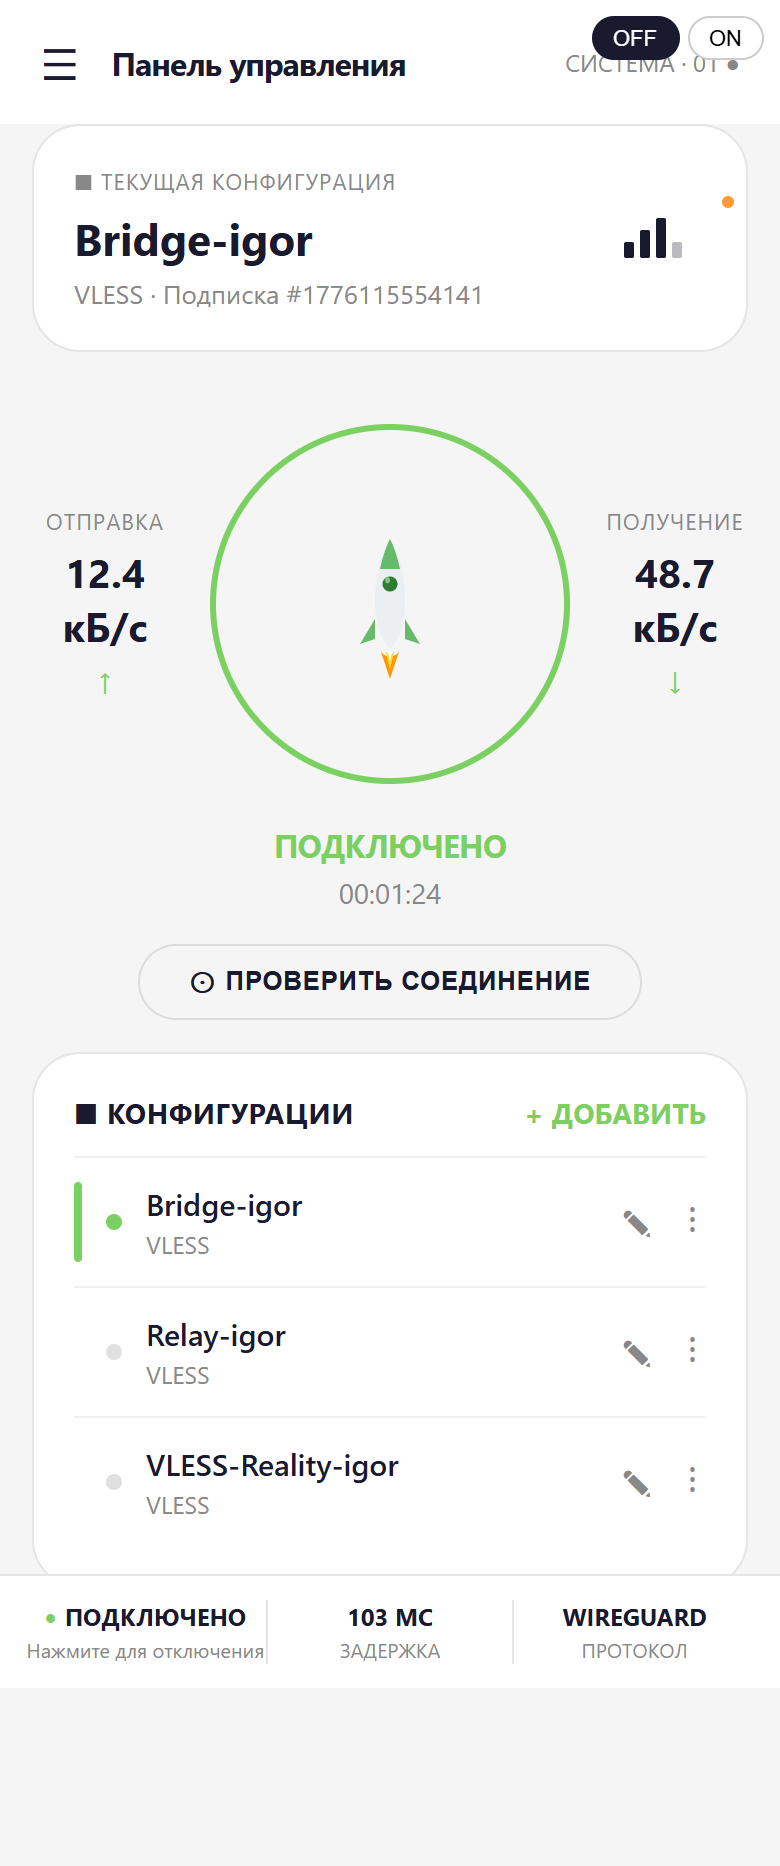 OFF ON
Панель управления
СИСТЕМА · 01 ●
■ ТЕКУЩАЯ КОНФИГУРАЦИЯ
Bridge-igor
VLESS · Подписка #1776115554141
ОТПРАВКА
12.4
кБ/с
↑
ПОЛУЧЕНИЕ
48.7
кБ/с
↓
ПОДКЛЮЧЕНО
00:01:24
⊙ ПРОВЕРИТЬ СОЕДИНЕНИЕ
■ КОНФИГУРАЦИИ
+ ДОБАВИТЬ
Bridge-igor
VLESS
Relay-igor
VLESS
VLESS-Reality-igor
VLESS
● ПОДКЛЮЧЕНО
Нажмите для отключения
103 МС
ЗАДЕРЖКА
WIREGUARD
ПРОТОКОЛ